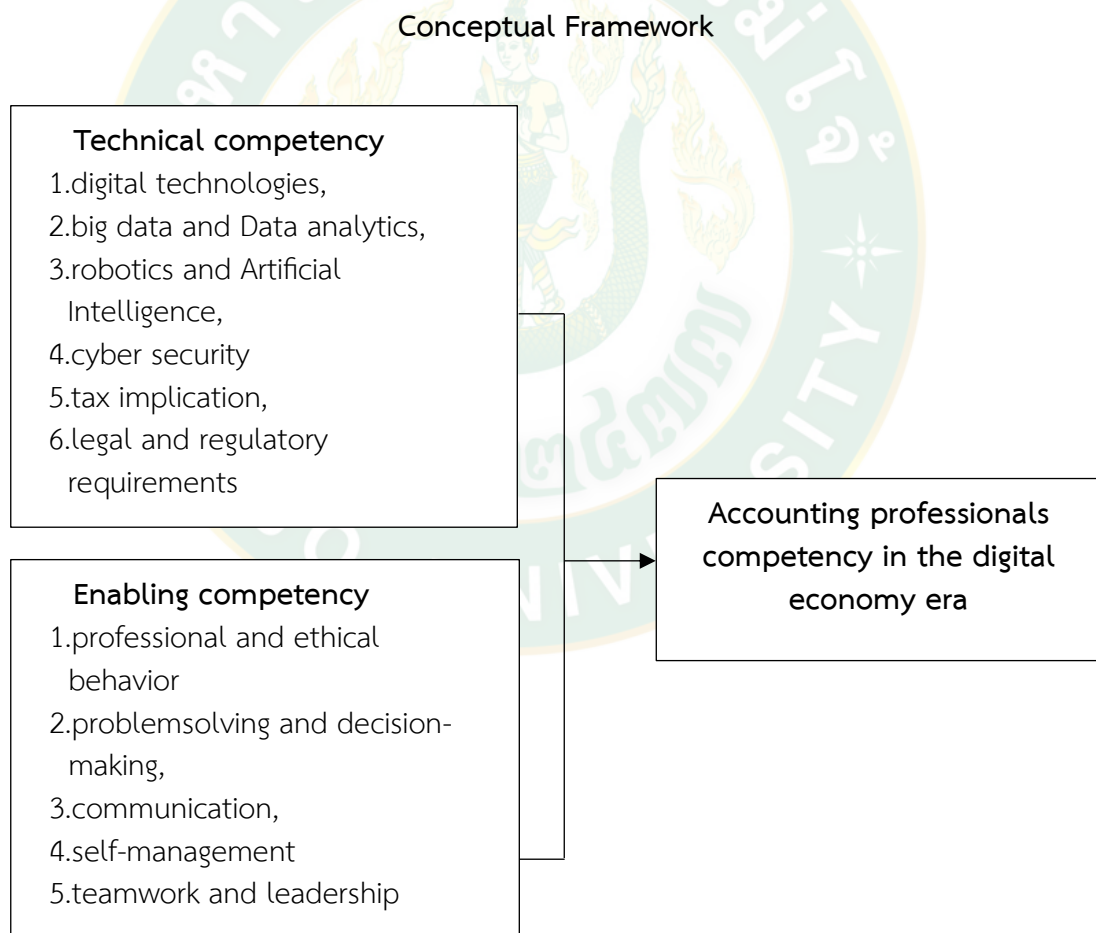 Conceptual Framework
Technical competency
1.digital technologies,
2.big data and Data analytics,
3.robotics and Artificial
Intelligence,
4.cyber security
5.tax implication,
6.legal and regulatory
requirements
Accounting professionals
competency in the digital
economy era
Enabling competency
1.professional and ethical
behavior
2.problemsolving and decision-
making,
3.communication,
4.self-management
5.teamwork and leadership